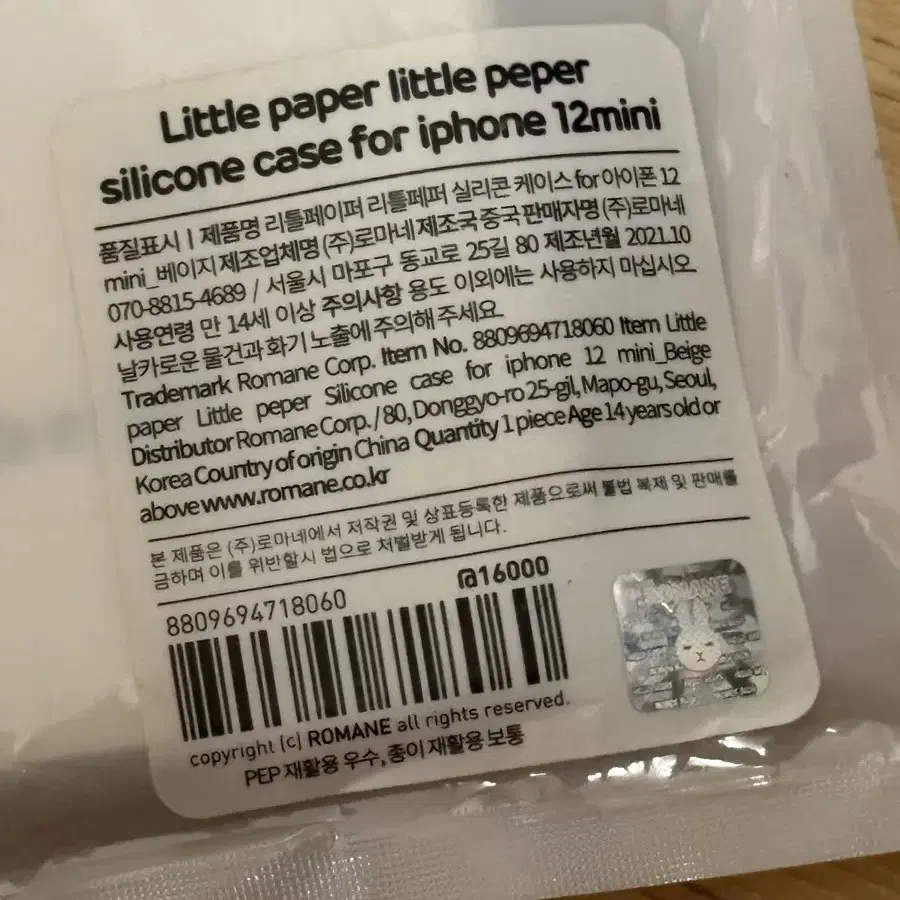 Little paper little peper
silicone case for iphone 12mini
품질표시 | 제품명 리틀페이퍼 리틀페퍼 실리콘 케이스 for 아이폰 12
mini_베이지 제조업체명 (주)로마네 제조국 중국 판매자명 (주)로마네
070-8815-4689 / 서울시 마포구 동교로 25길 80 제조년월 2021.10
사용연령 만 14세 이상 주의사항 용도 이외에는 사용하지 마십시오.
날카로운 물건과 화기 노출에 주의해 주세요.
Trademark Romane Corp. Item No. 8809694718060 Item Little
paper Little peper Silicone case for iphone 12 mini_Beige
Distributor Romane Corp. / 80, Donggyo-ro 25-gil, Mapo-gu, Seoul,
Korea Country of origin China Quantity 1 piece Age 14 years old or
above www.romane.co.kr
본 제품은 (주)로마네에서 저작권 및 상표등록한 제품으로써 불법 복제 및 판매를
금하며 이를 위반할시 법으로 처벌받게 됩니다.
8809694718060 @16000
ROMANE
copyright (c) ROMANE all rights reserved.
PEP 재활용 우수, 종이 재활용 보통